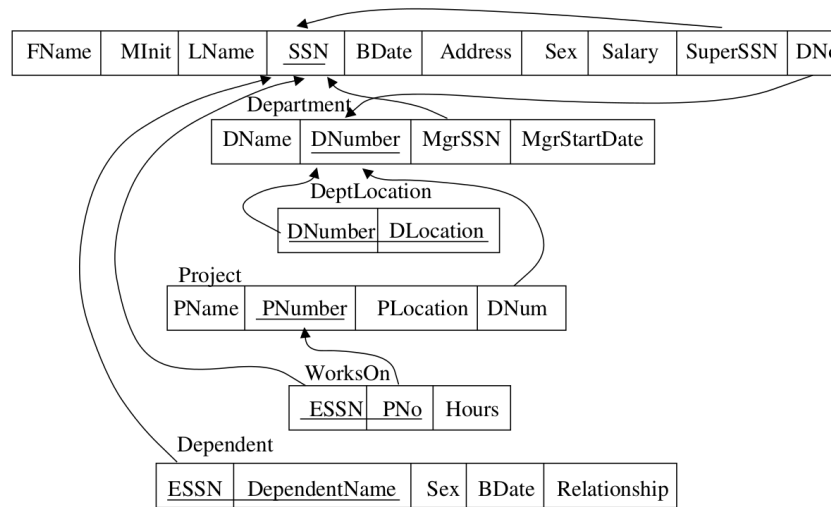 FName MInit LName SSN BDate Address Sex Salary SuperSSN
Department
DName DNumber MgrSSN MgrStartDate
DeptLocation
DNumber DLocation
Project
PName PNumber PLocation DNum
WorksOn
ESSN PNo Hours
Dependent
ESSN DependentName Sex BDate Relationship